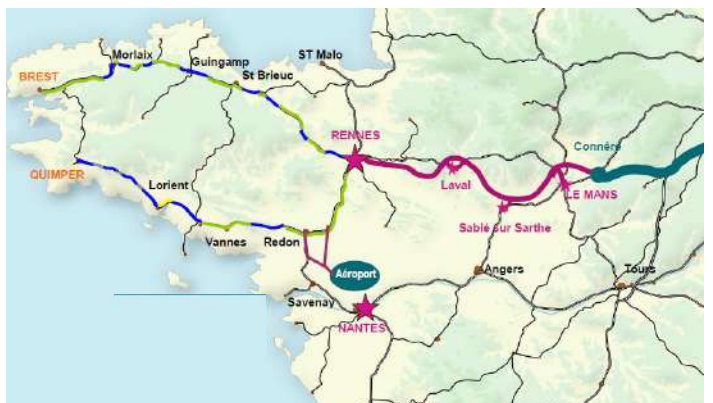 Morlaix
Guingamp
ST Malo
BREST
St Brieuc
RENNES
Connéré
QUIMPER
Laval
LE MANS
Lorient
Sablé sur Sarthe
Vannes
Redon
Aéroport
Angers
Tours
Savenay
NANTES